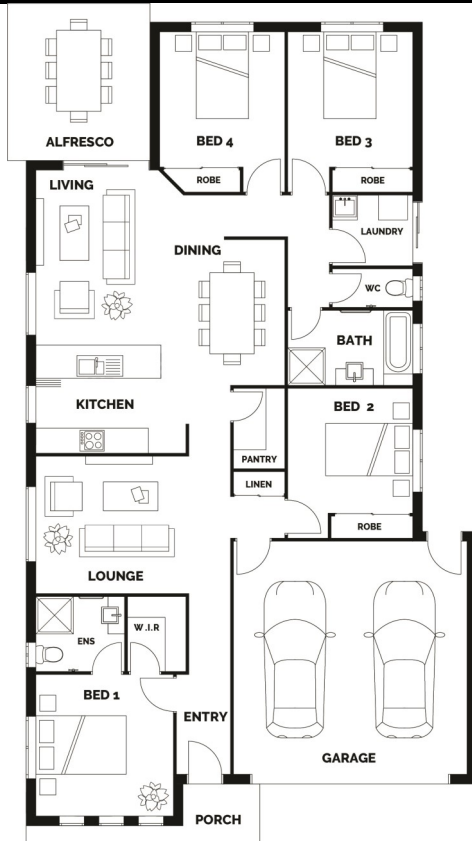 ALFRESCO
BED 4
BED 3
ROBE
ROBE
LIVING
LAUNDRY
DINING
WC
BATH
KITCHEN
BED 2
PANTRY
LINEN
ROBE
LOUNGE
ENS
W.I.R
BED 1
ENTRY
GARAGE
PORCH